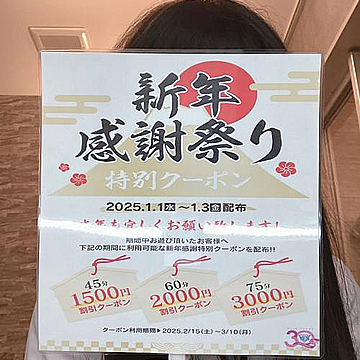 新年
感謝祭り
特別クーポン
2025.1.1㊌～1.3㊎配布
本年も宜しくお願い致します!
期間中お遊び頂いたお客様へ
下記の期間に利用可能な新年感謝特別クーポンを配布!!
45分
1500円
割引クーポン
60分
2000円
割引クーポン
75分
3000円
割引クーポン
クーポン利用期間▶2025.2/15(土)～3/10(月)
30